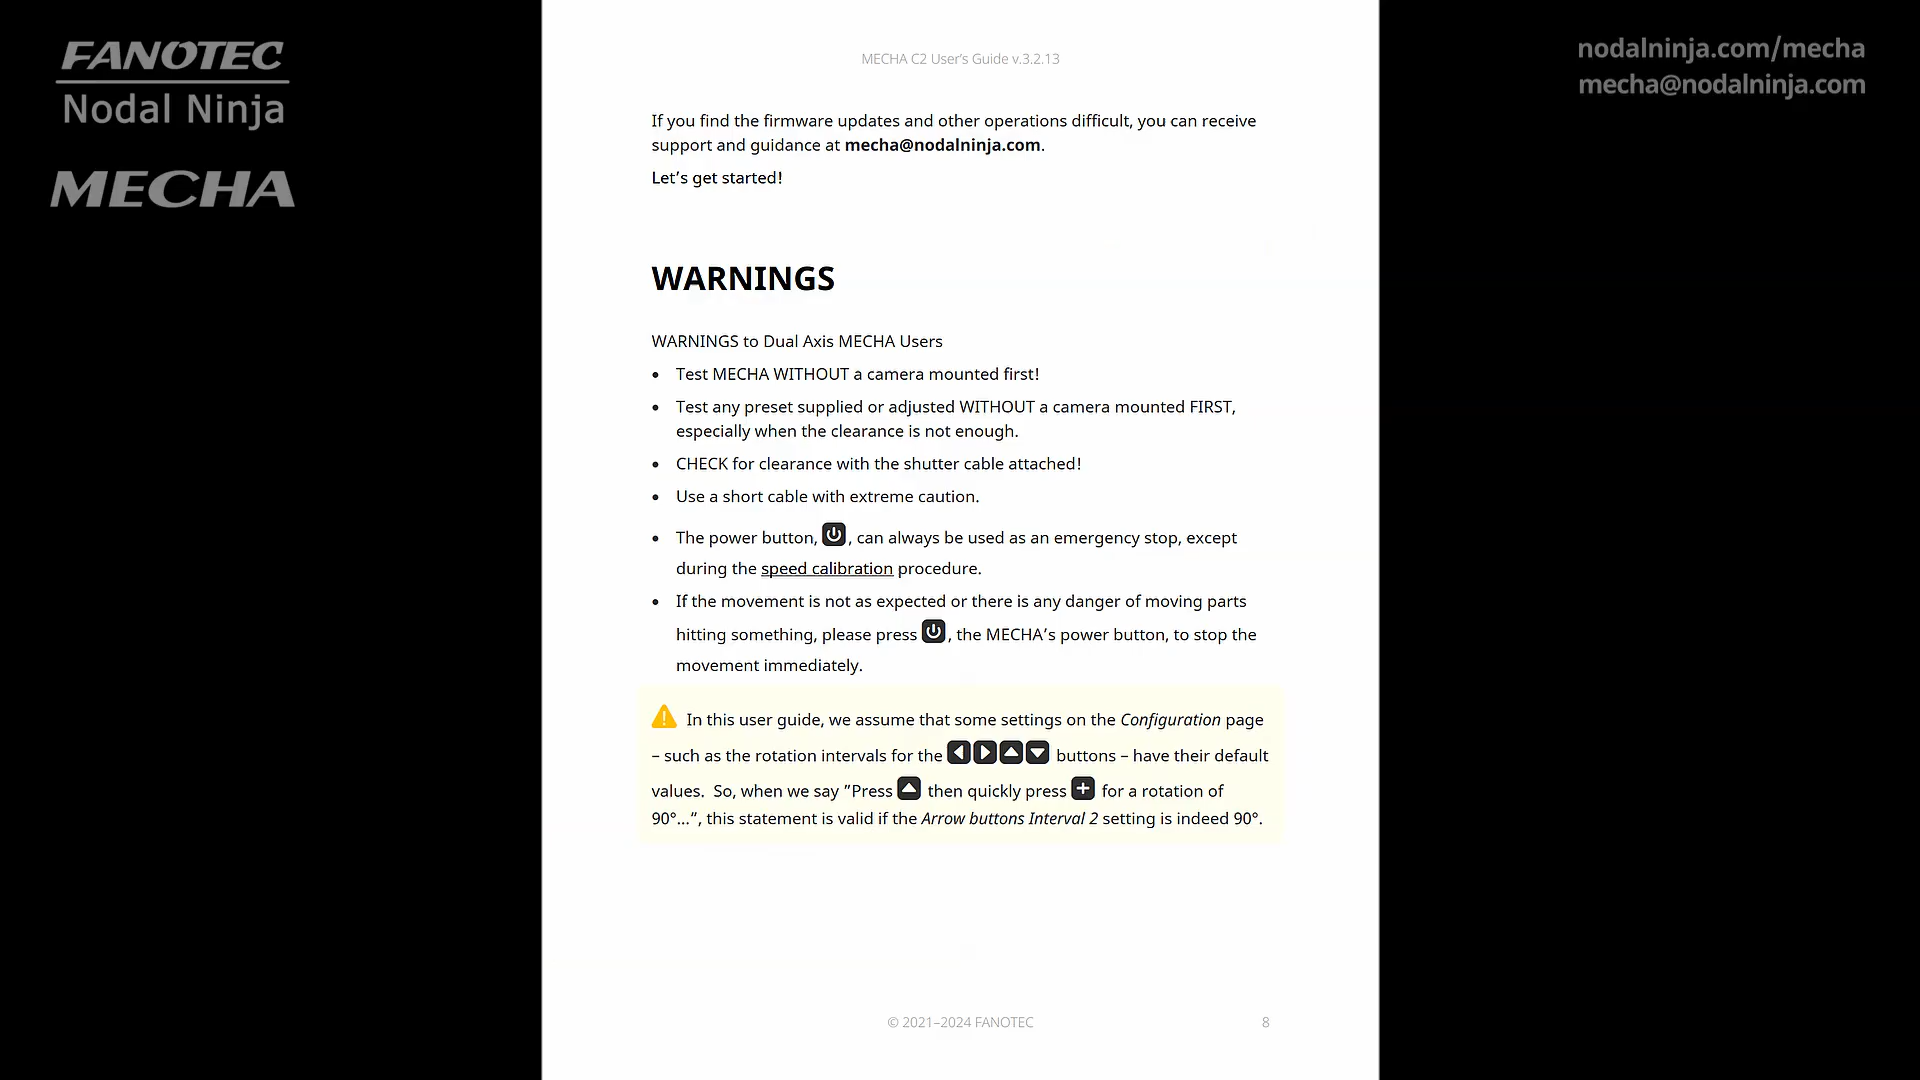 FANOTEC
Nodal Ninja
MECHA
nodalninja.com/mecha
mecha@nodalninja.com
MECHA C2 User’s Guide v.3.2.13
If you find the firmware updates and other operations difficult, you can receive
support and guidance at mecha@nodalninja.com.
Let’s get started!
WARNINGS
WARNINGS to Dual Axis MECHA Users
• Test MECHA WITHOUT a camera mounted first!
• Test any preset supplied or adjusted WITHOUT a camera mounted FIRST,
especially when the clearance is not enough.
• CHECK for clearance with the shutter cable attached!
• Use a short cable with extreme caution.
• The power button, , can always be used as an emergency stop, except
during the speed calibration procedure.
• If the movement is not as expected or there is any danger of moving parts
hitting something, please press , the MECHA’s power button, to stop the
movement immediately.
In this user guide, we assume that some settings on the Configuration page
– such as the rotation intervals for the buttons – have their default
values. So, when we say ”Press then quickly press + for a rotation of
90°…”, this statement is valid if the Arrow buttons Interval 2 setting is indeed 90°.
© 2021–2024 FANOTEC
8